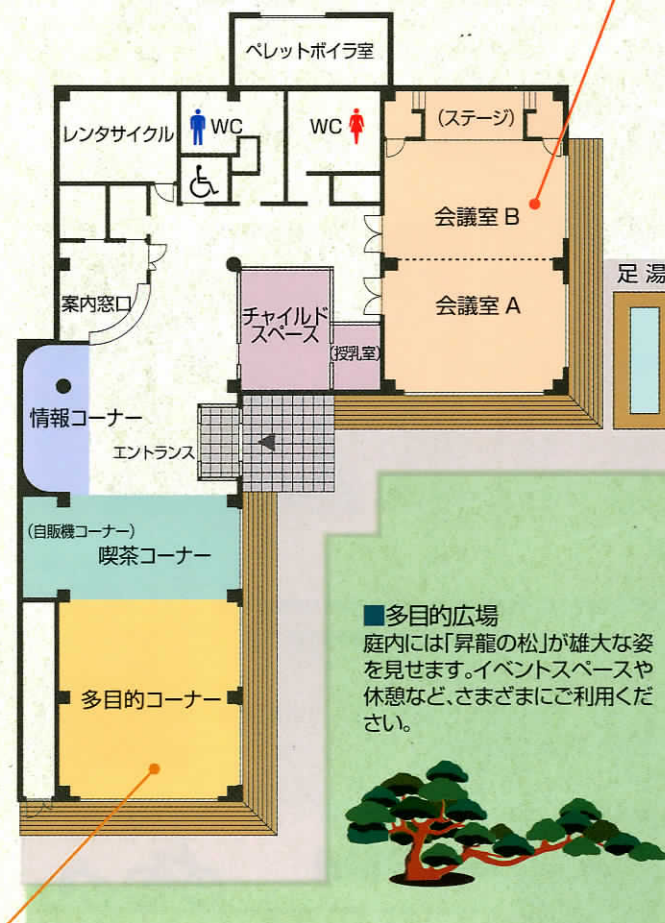 ペレットボイラ室
レンタサイクル
WC
WC
(ステージ)
会議室 B
会議室 A
足湯
案内窓口
チャイルド
スペース
(授乳室)
情報コーナー
エントランス
(自販機コーナー)
喫茶コーナー
■多目的広場
庭内には「昇龍の松」が雄大な姿
を見せます。イベントスペースや
休憩など、さまざまにご利用くだ
さい。
多目的コーナー